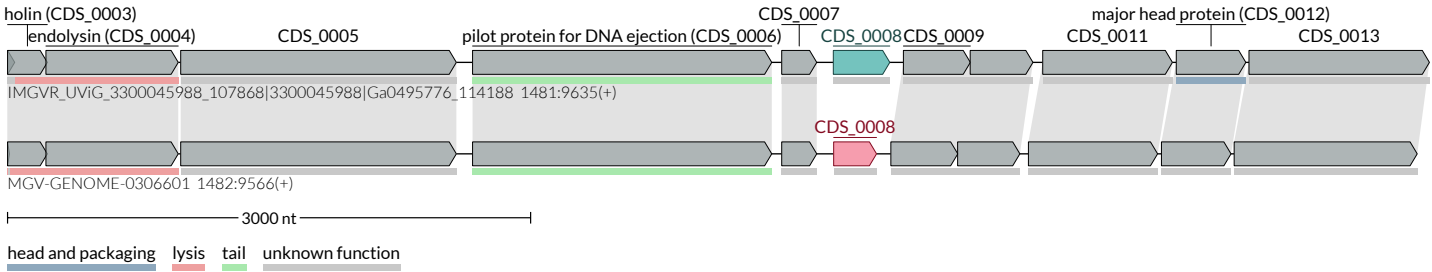 holin (CDS_0003) CDS_0007 major head protein (CDS_0012)
endolysin (CDS_0004) CDS_0005 pilot protein for DNA ejection (CDS_0006) CDS_0008 CDS_0009 CDS_0011 CDS_0013
IMGVR_UViG_3300045988_107868|3300045988|Ga0495776_114188 1481:9635(+)
CDS_0008
MGV-GENOME-0306601 1482:9566(+)
3000 nt
head and packaging lysis tail unknown function